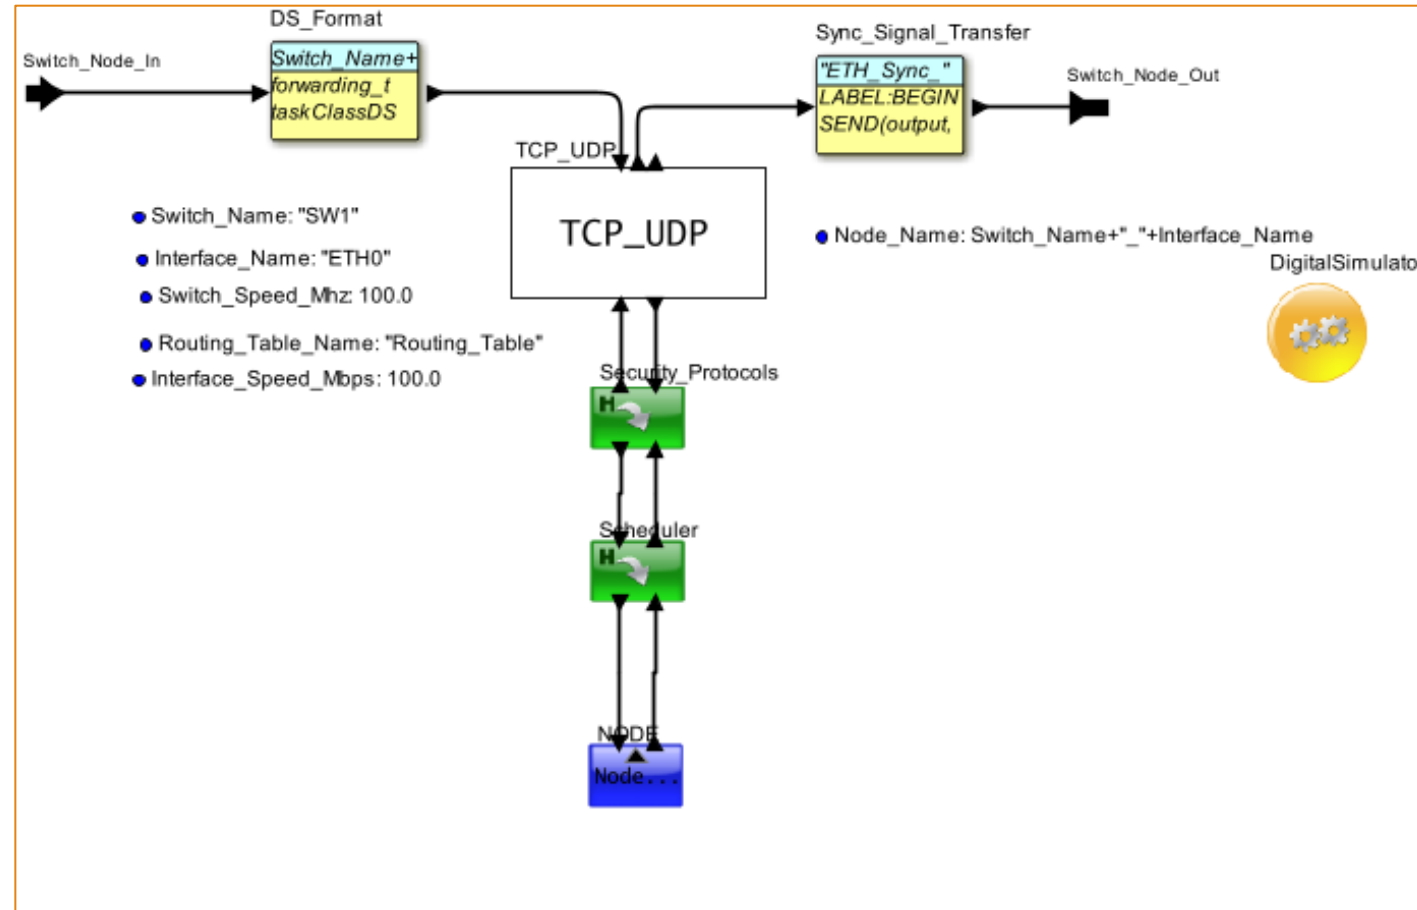 DS_Format
Sync_Signal_Transfer
Switch_Node_In
Switch_Name+
forwarding_t
taskClassDS
"ETH_Sync_"
LABEL:BEGIN
SEND(output,
Switch_Node_Out
TCP_UDP
TCP_UDP
Switch_Name: "SW1"
Interface_Name: "ETH0"
Switch_Speed_Mhz: 100.0
Routing_Table_Name: "Routing_Table"
Interface_Speed_Mbps: 100.0
Node_Name: Switch_Name+"_"+Interface_Name
DigitalSimulato
Security_Protocols
H
Scheduler
H
NODE
Node...